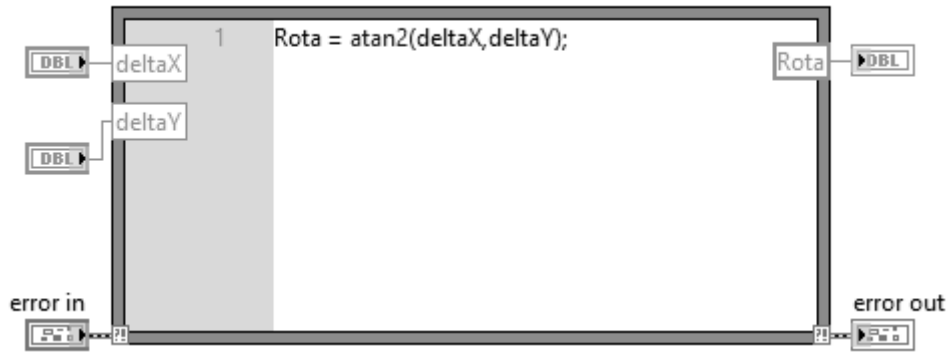 1 Rota = atan2(deltaX,deltaY);
DBL deltaX Rota DBL
deltaY
DBL
error in error out
?! ?!